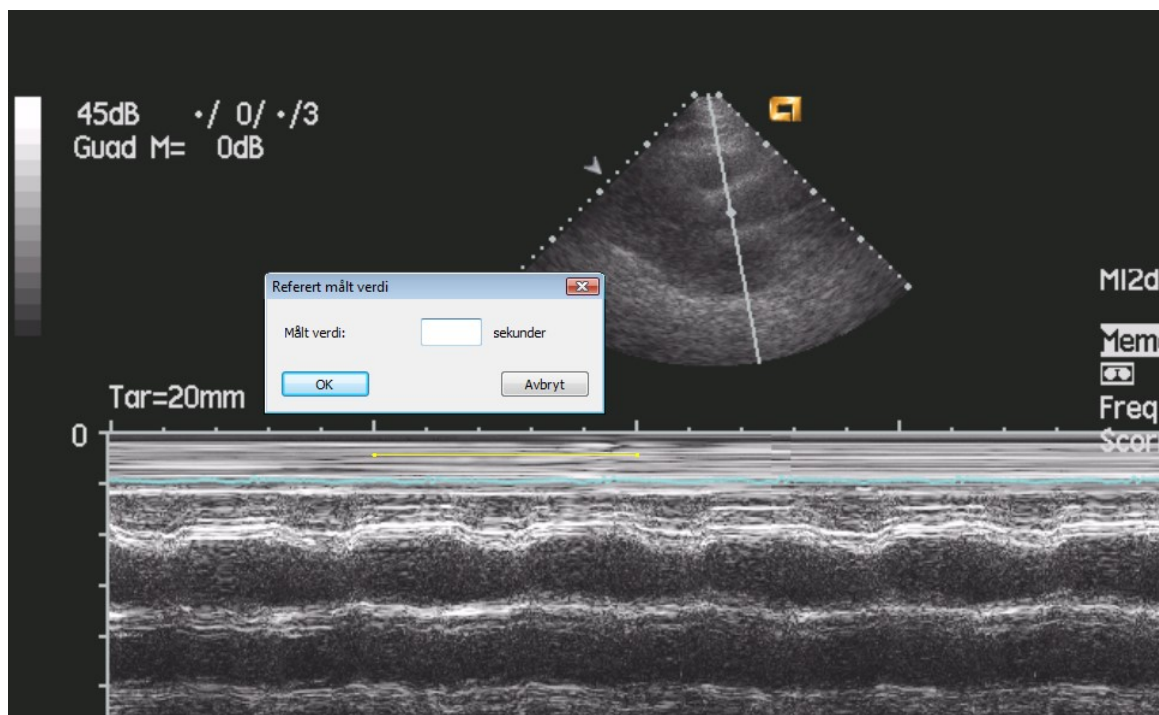 45dB •/ 0/ •/3
Guad M= 0dB
MI2d
Referert målt verdi
Målt verdi: sekunder
OK Avbryt
Mem
Tar=20mm
Freq
Scor
0